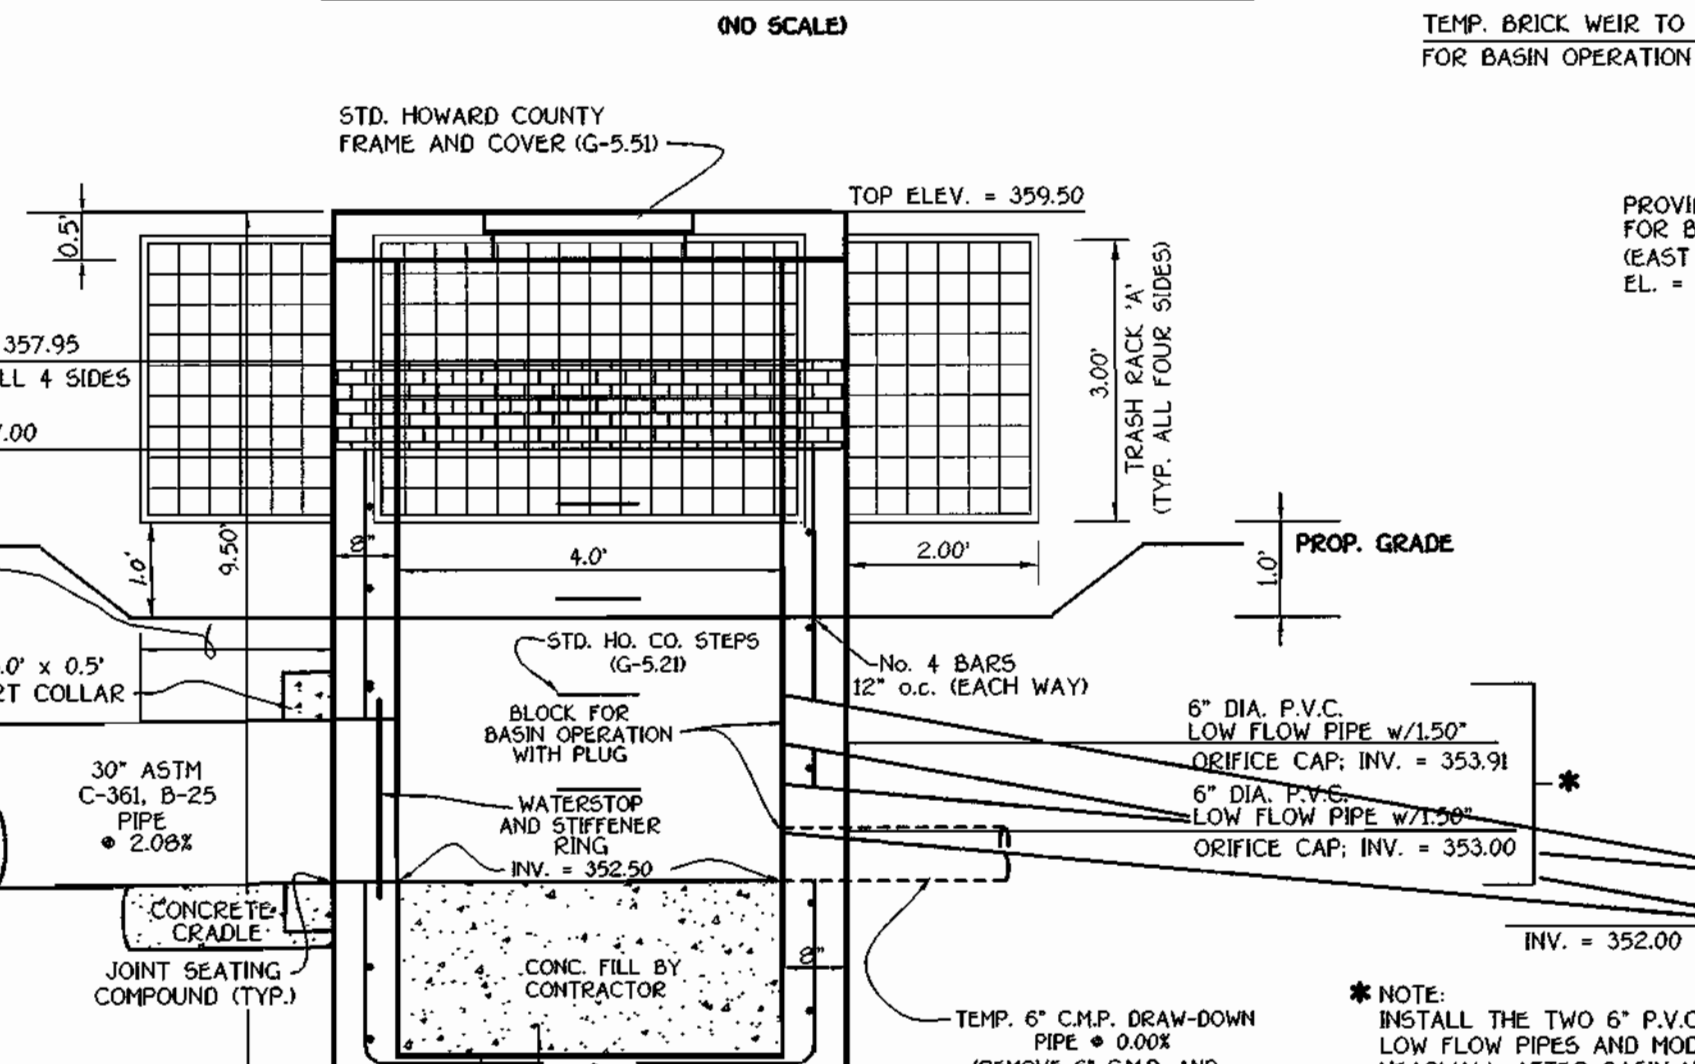 (NO SCALE)
TEMP. BRICK WEIR TO
FOR BASIN OPERATION
STD. HOWARD COUNTY
FRAME AND COVER (G-5.51)
TOP ELEV. = 359.50
0.5'
PROVI
FOR B
(EAST
EL. =
357.95
LL 4 SIDES
7.00
3.00'
TRASH RACK 'A'
(TYP. ALL FOUR SIDES)
1.0'
9.50'
8"
4.0'
2.00'
1.0'
PROP. GRADE
STD. HO. CO. STEPS
(G-5.21)
No. 4 BARS
12" o.c. (EACH WAY)
.0' x 0.5'
RT COLLAR
BLOCK FOR
BASIN OPERATION
WITH PLUG
6" DIA. P.V.C.
LOW FLOW PIPE w/1.50"
ORIFICE CAP; INV. = 353.91
6" DIA. P.V.C.
LOW FLOW PIPE w/1.50"
ORIFICE CAP; INV. = 353.00
*
30" ASTM
C-361, B-25
PIPE
@ 2.08%
WATERSTOP
AND STIFFENER
RING
INV. = 352.50
CONCRETE
CRADLE
INV. = 352.00
JOINT SEATING
COMPOUND (TYP.)
CONC. FILL BY
CONTRACTOR
8"
TEMP. 6" C.M.P. DRAW-DOWN
PIPE @ 0.00%
(REMOVE 6" C.M.P. AND
* NOTE:
INSTALL THE TWO 6" P.V.C
LOW FLOW PIPES AND MOD